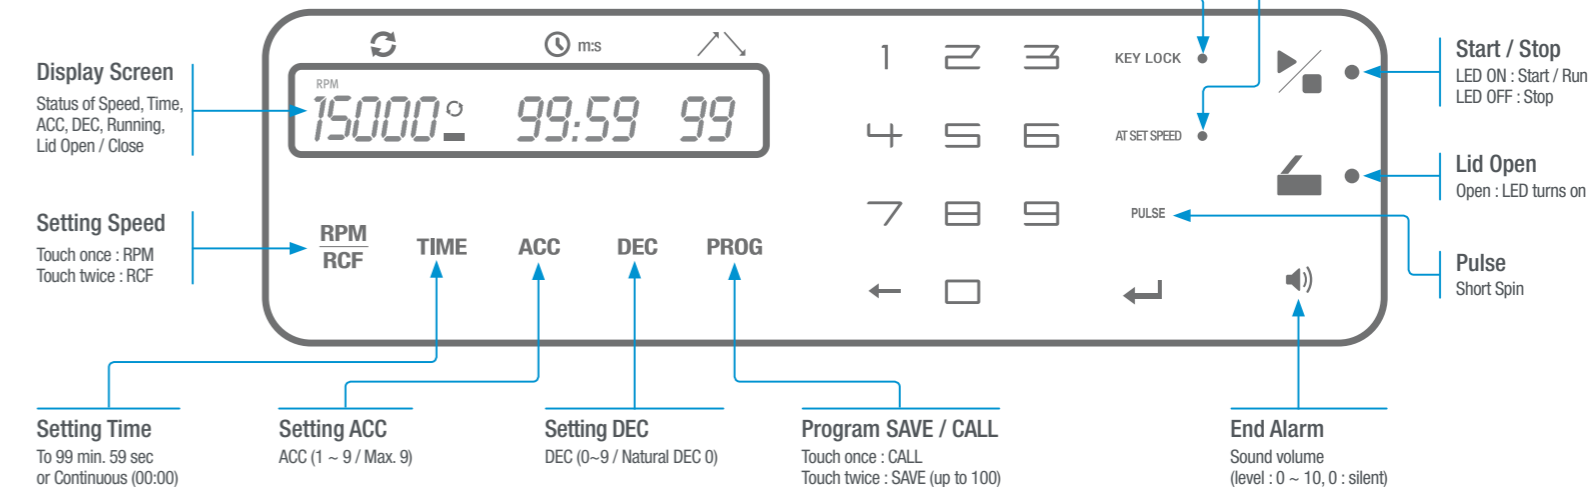 Display Screen
Status of Speed, Time,
ACC, DEC, Running,
Lid Open / Close
Setting Speed
Touch once : RPM
Touch twice : RCF
m:s
RPM
15000
99:59
99
RPM
RCF
TIME
ACC
DEC
PROG
1 2 3
4 5 6
7 8 9
0
KEY LOCK
AT SET SPEED
PULSE
Start / Stop
LED ON : Start / Run
LED OFF : Stop
Lid Open
Open : LED turns on
Pulse
Short Spin
Setting Time
To 99 min. 59 sec
or Continuous (00:00)
Setting ACC
ACC (1 ~ 9 / Max. 9)
Setting DEC
DEC (0~9 / Natural DEC 0)
Program SAVE / CALL
Touch once : CALL
Touch twice : SAVE (up to 100)
End Alarm
Sound volume
(level : 0 ~ 10, 0 : silent)